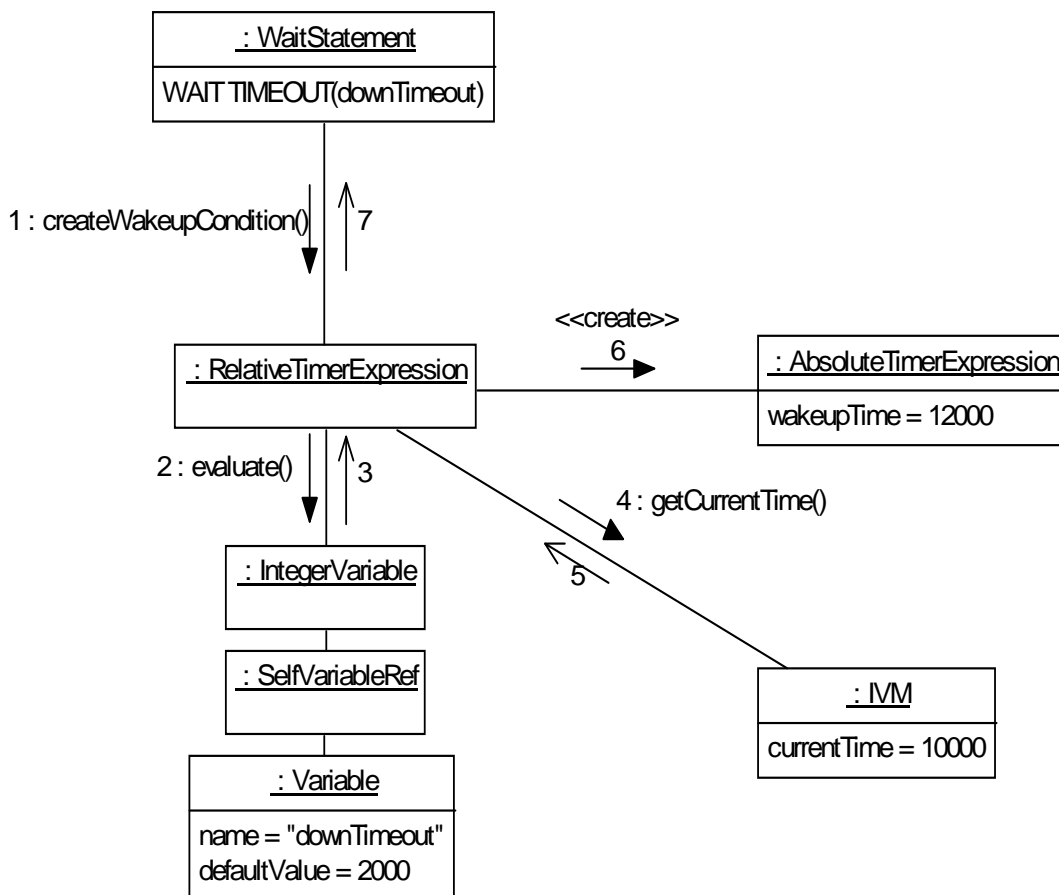 : WaitStatement
WAIT TIMEOUT(downTimeout)
1 : createWakeupCondition()
7
<<create>>
6
: RelativeTimerExpression
: AbsoluteTimerExpression
wakeupTime = 12000
2 : evaluate()
3
4 : getCurrentTime()
5
: IntegerVariable
: SelfVariableRef
: IVM
currentTime = 10000
: Variable
name = "downTimeout"
defaultValue = 2000